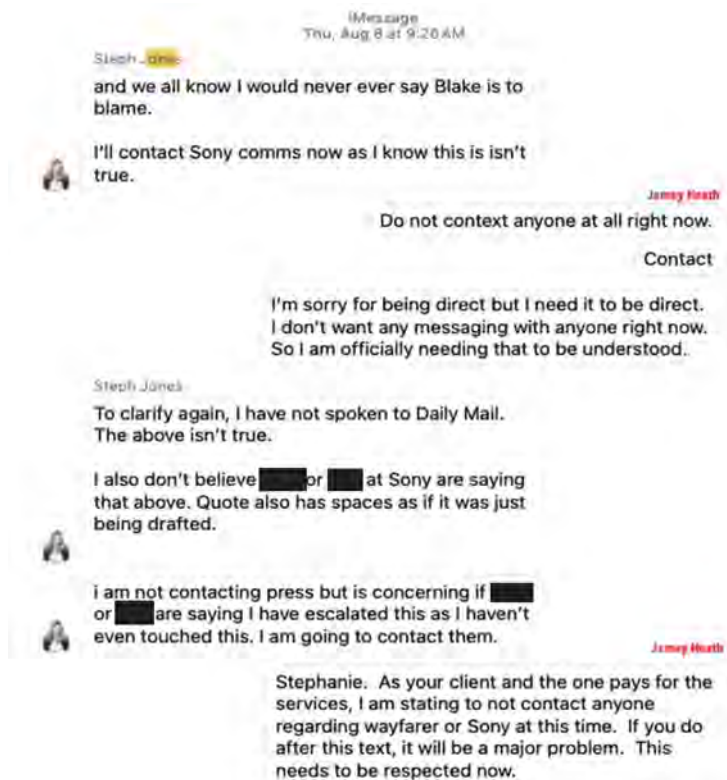 iMessage
Thu, Aug 8 at 9:26 AM
Steph Jones
and we all know I would never ever say Blake is to
blame.
I'll contact Sony comms now as I know this is isn't
true.
Jamey Heath
Do not context anyone at all right now.
Contact
I'm sorry for being direct but I need it to be direct.
I don't want any messaging with anyone right now.
So I am officially needing that to be understood.
Steph Jones
To clarify again, I have not spoken to Daily Mail.
The above isn't true.
I also don't believe or at Sony are saying
that above. Quote also has spaces as if it was just
being drafted.
i am not contacting press but is concerning if
or are saying I have escalated this as I haven't
even touched this. I am going to contact them.
Jamey Heath
Stephanie. As your client and the one pays for the
services, I am stating to not contact anyone
regarding wayfarer or Sony at this time. If you do
after this text, it will be a major problem. This
needs to be respected now.